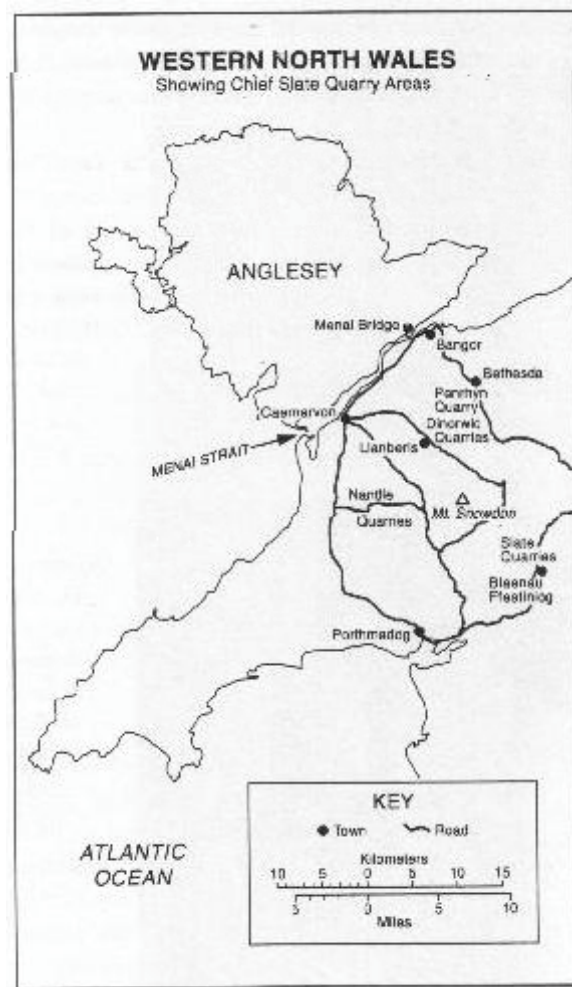 WESTERN NORTH WALES
Showing Chief Slate Quarry Areas
ANGLESEY
Menai Bridge
Bangor
Bethesda
Penrhyn
Quarry
Caernarvon
Dinorwic
Quarries
Llanberis
MENAI STRAIT
Nantlle
Quarries
Mt. Snowdon
Slate
Quarries
Blaenau
Ffestiniog
Porthmadog
KEY
Town
Road
Kilometers
10 5 0 5 10 15
5 0 5 10
Miles
ATLANTIC
OCEAN